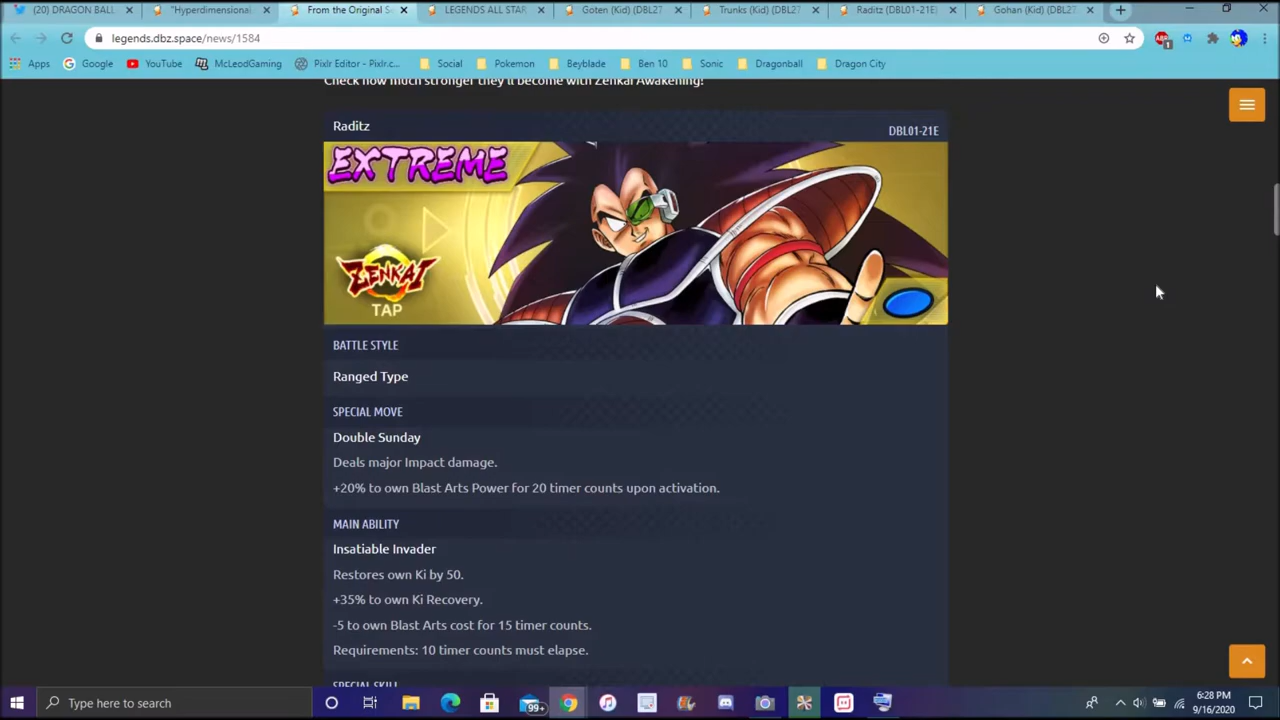 (20) DRAGON BALL
"Hyperdimensional
From the Original S
LEGENDS ALL STAR
Goten (Kid) (DBL27
Trunks (Kid) (DBL27
Raditz (DBL01-21E)
Gohan (Kid) (DBL27
legends.dbz.space/news/1584
Apps
Google
YouTube
McLeodGaming
Pixlr Editor - Pixlr.c...
Social
Pokemon
Beyblade
Ben 10
Sonic
Dragonball
Dragon City
Check how much stronger they'll become with Zenkai Awakening!
Raditz
DBL01-21E
EXTREME
ZENKAI
TAP
BATTLE STYLE
Ranged Type
SPECIAL MOVE
Double Sunday
Deals major Impact damage.
+20% to own Blast Arts Power for 20 timer counts upon activation.
MAIN ABILITY
Insatiable Invader
Restores own Ki by 50.
+35% to own Ki Recovery.
-5 to own Blast Arts cost for 15 timer counts.
Requirements: 10 timer counts must elapse.
SPECIAL SKILL
Type here to search
99+
6:28 PM
9/16/2020